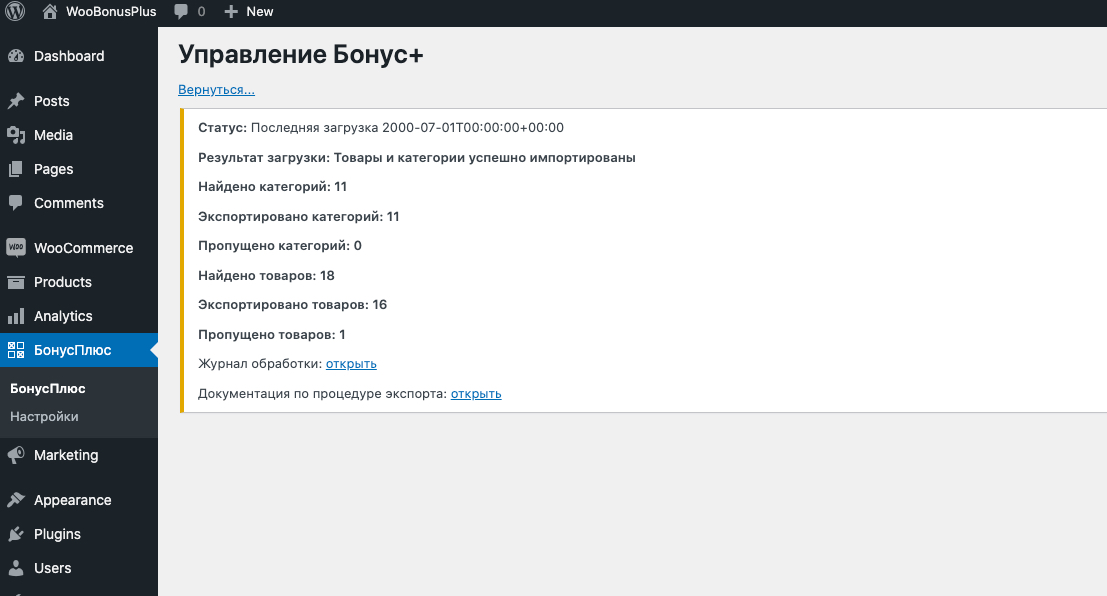 WooBonusPlus 0 New
Dashboard
Posts
Media
Pages
Comments
WOO WooCommerce
Products
Analytics
БонусПлюс
БонусПлюс
Настройки
Marketing
Appearance
Plugins
Users
Управление Бонус+
Вернуться...
Статус: Последняя загрузка 2000-07-01T00:00:00+00:00
Результат загрузки: Товары и категории успешно импортированы
Найдено категорий: 11
Экспортировано категорий: 11
Пропущено категорий: 0
Найдено товаров: 18
Экспортировано товаров: 16
Пропущено товаров: 1
Журнал обработки: открыть
Документация по процедуре экспорта: открыть